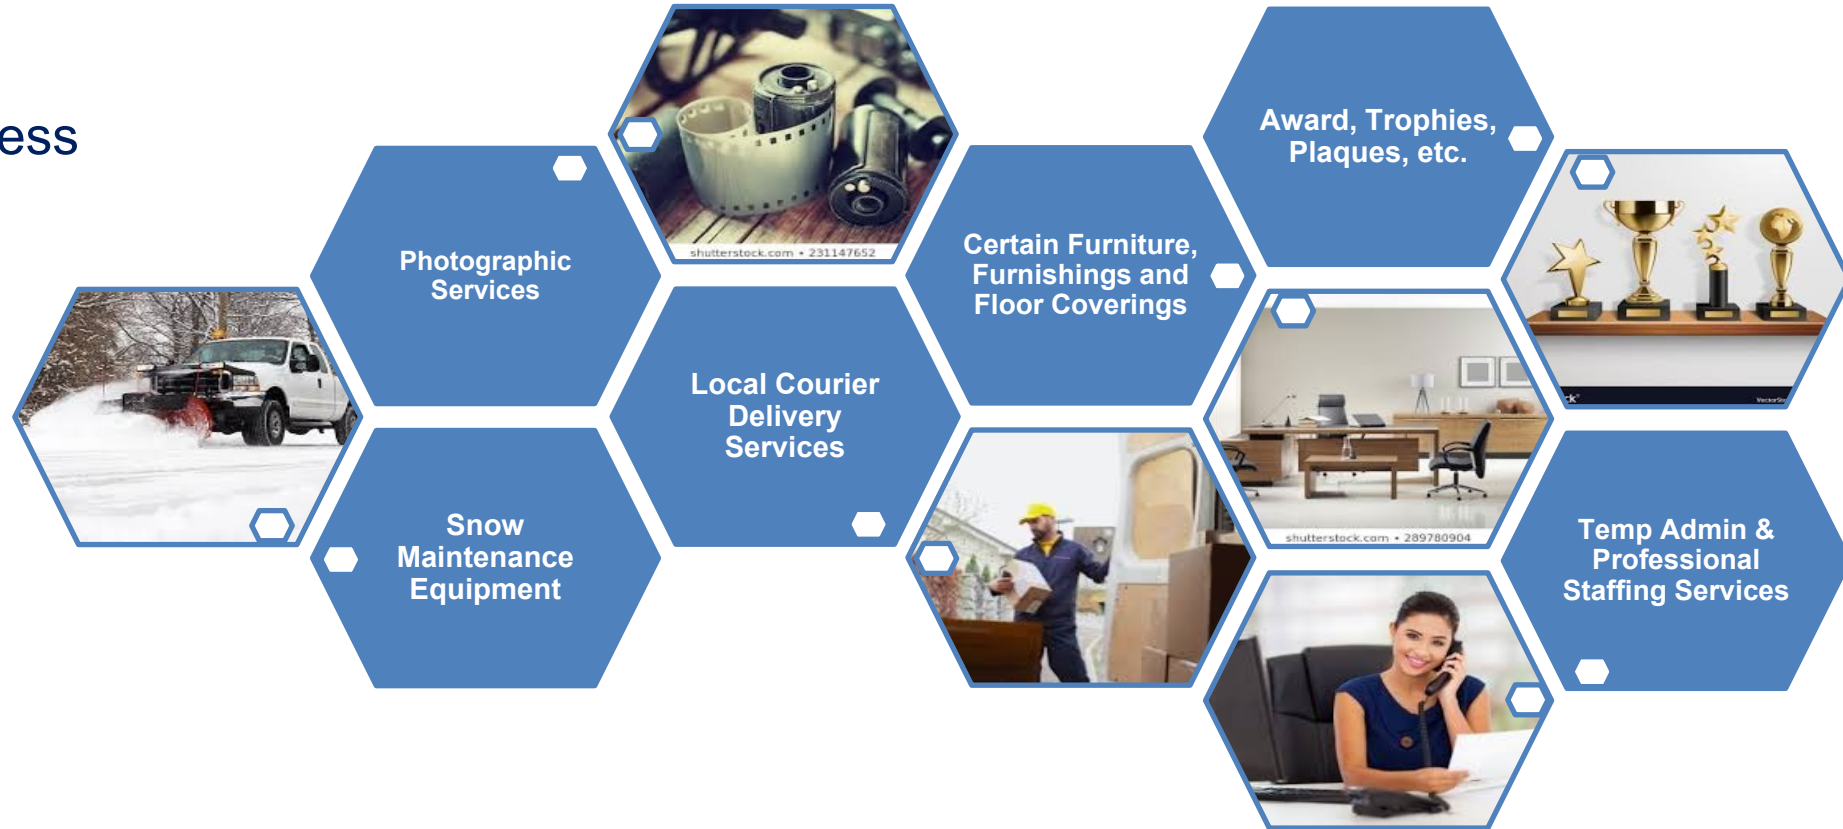 ess
Photographic
Services
shutterstock.com • 231147652
Award, Trophies,
Plaques, etc.
Certain Furniture,
Furnishings and
Floor Coverings
Local Courier
Delivery
Services
Snow
Maintenance
Equipment
shutterstock.com • 289780904
Temp Admin &
Professional
Staffing Services